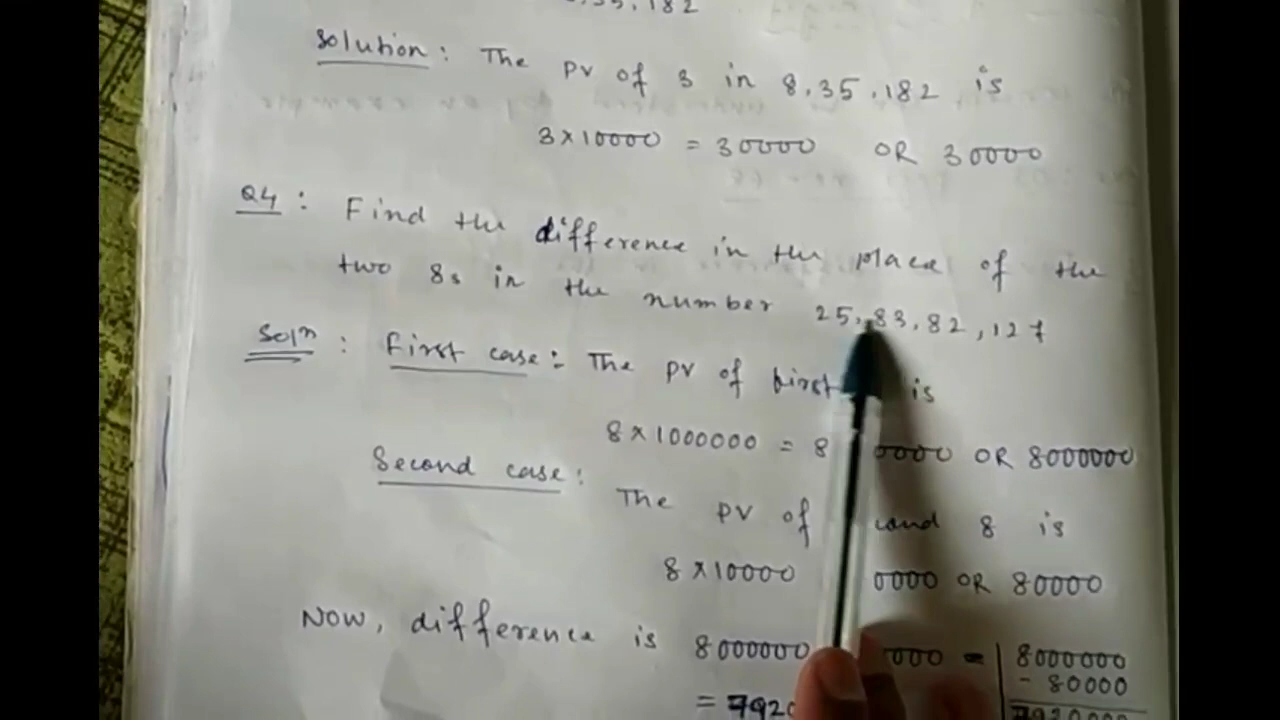 Solution: The PV of 3 in 8,35,182 is
3×10000 = 30000 OR 30000
Q4: Find the difference in the place of the
two 8s in the number 25,83,82,127
Solⁿ: First case:- The PV of first is
8×1000000 = 8 0000 OR 8000000
Second case:
The PV of 8 is
8×10000 0000 OR 80000
Now, difference is 8000000 - 8000000
- 80000
= 7920000